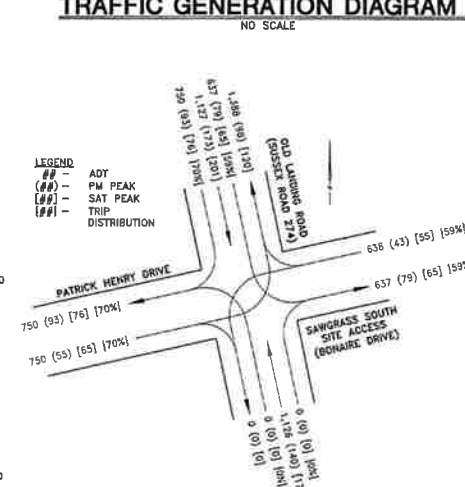 TRAFFIC GENERATION DIAGRAM
NO SCALE
LEGEND
## - ADT
(##) - PM PEAK
[##] - SAT PEAK
[##] - TRIP
DISTRIBUTION
750 (93) [76] [70%]
1,127 (173) [201]
637 (79) [65] [59%]
1,388 (98) [120]
OLD LANDING ROAD
(SUSSEX ROAD 274)
638 (43) [55] [59%]
637 (79) [65] [59%
PATRICK HENRY DRIVE
750 (93) [76] [70%]
750 (55) [65] [70%]
SAWGRASS SOUTH
SITE ACCESS
(BONAIRE DRIVE)
0 (0) [0]
0 (0) [0] [0%]
1,126 (140) [17
0 (0) [0] [0%]